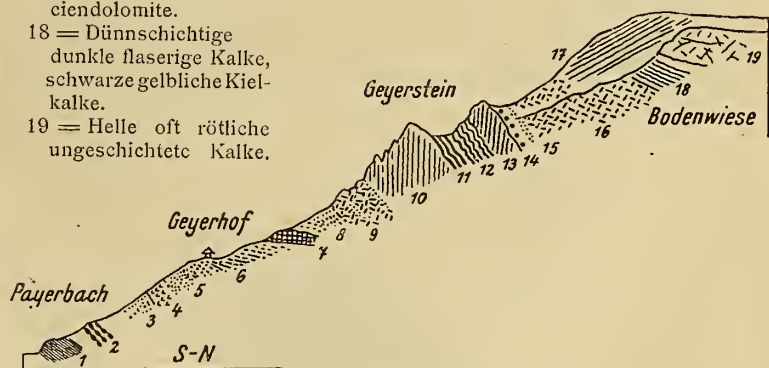 ciendolomite.
18 = Dünnschichtige
dunkle flaserige Kalke,
schwarze gelbliche Kiel-
kalke.
19 = Helle oft rötliche
ungeschichtete Kalke.
17
19
Geyerstein
18
Bodenwiese
16
15
14
13
12
11
10
Geyerhof
9
8
7
6
5
4
3
Payerbach
2
1
S-N